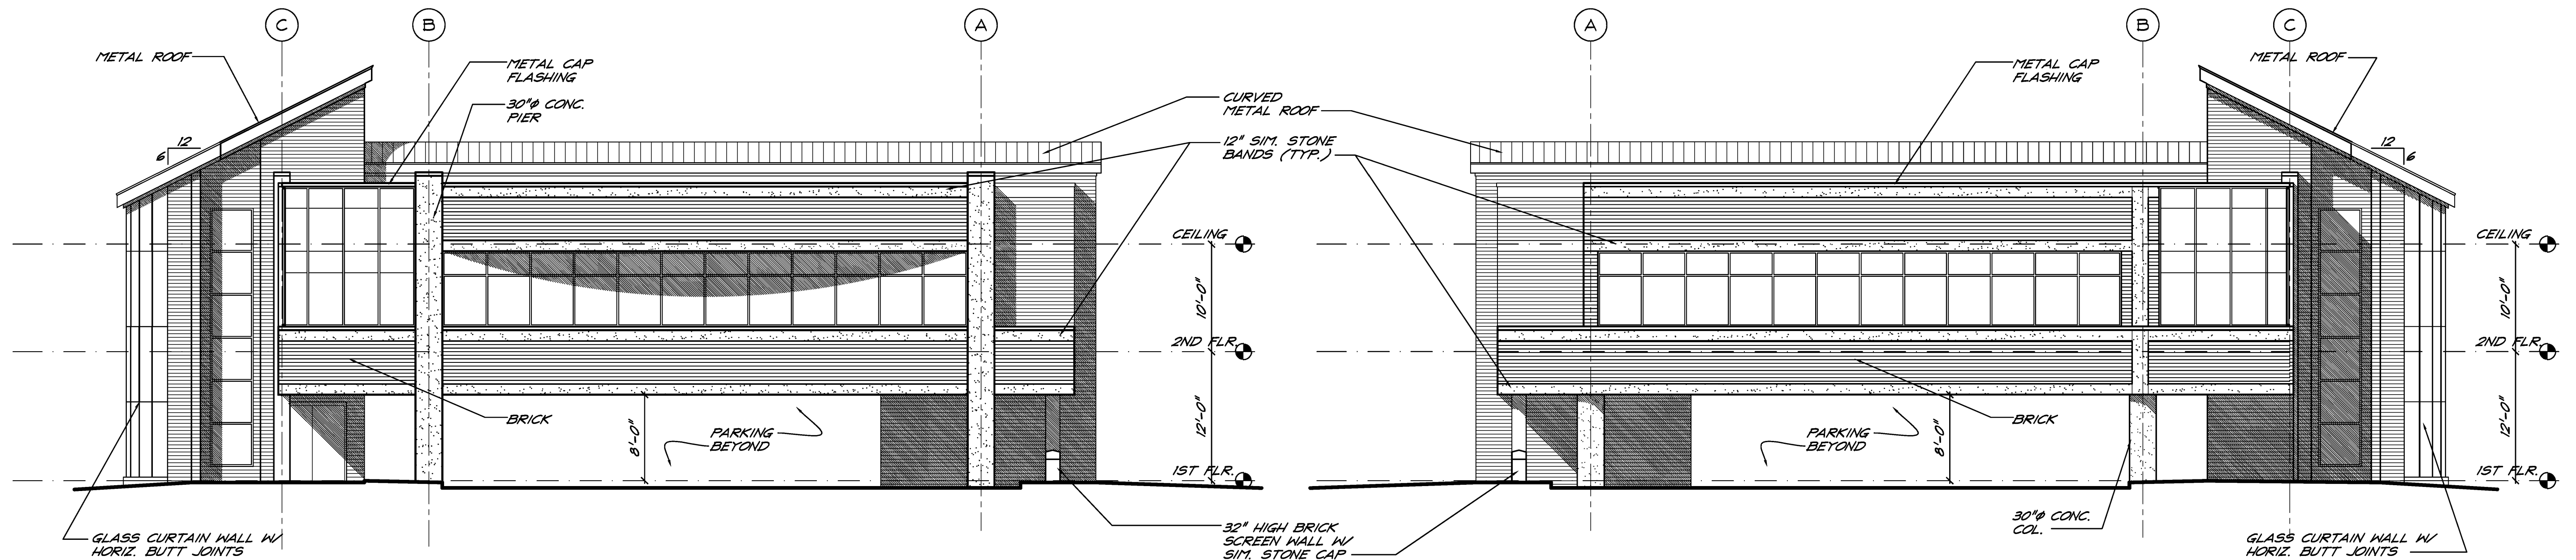 C
B
A
METAL ROOF
METAL CAP
FLASHING
30"Ø CONC.
PIER
12
6
CURVED
METAL ROOF
12" SIM. STONE
BANDS (TYP.)
CEILING
10'-0"
2ND FLR.
12'-0"
8'-0"
1ST FLR.
BRICK
PARKING
BEYOND
GLASS CURTAIN WALL W/
HORIZ. BUTT JOINTS
32" HIGH BRICK
SCREEN WALL W/
SIM. STONE CAP
A
B
C
METAL CAP
FLASHING
METAL ROOF
12
6
CEILING
10'-0"
2ND FLR.
12'-0"
8'-0"
1ST FLR.
BRICK
PARKING
BEYOND
30"Ø CONC.
COL.
GLASS CURTAIN WALL W/
HORIZ. BUTT JOINTS